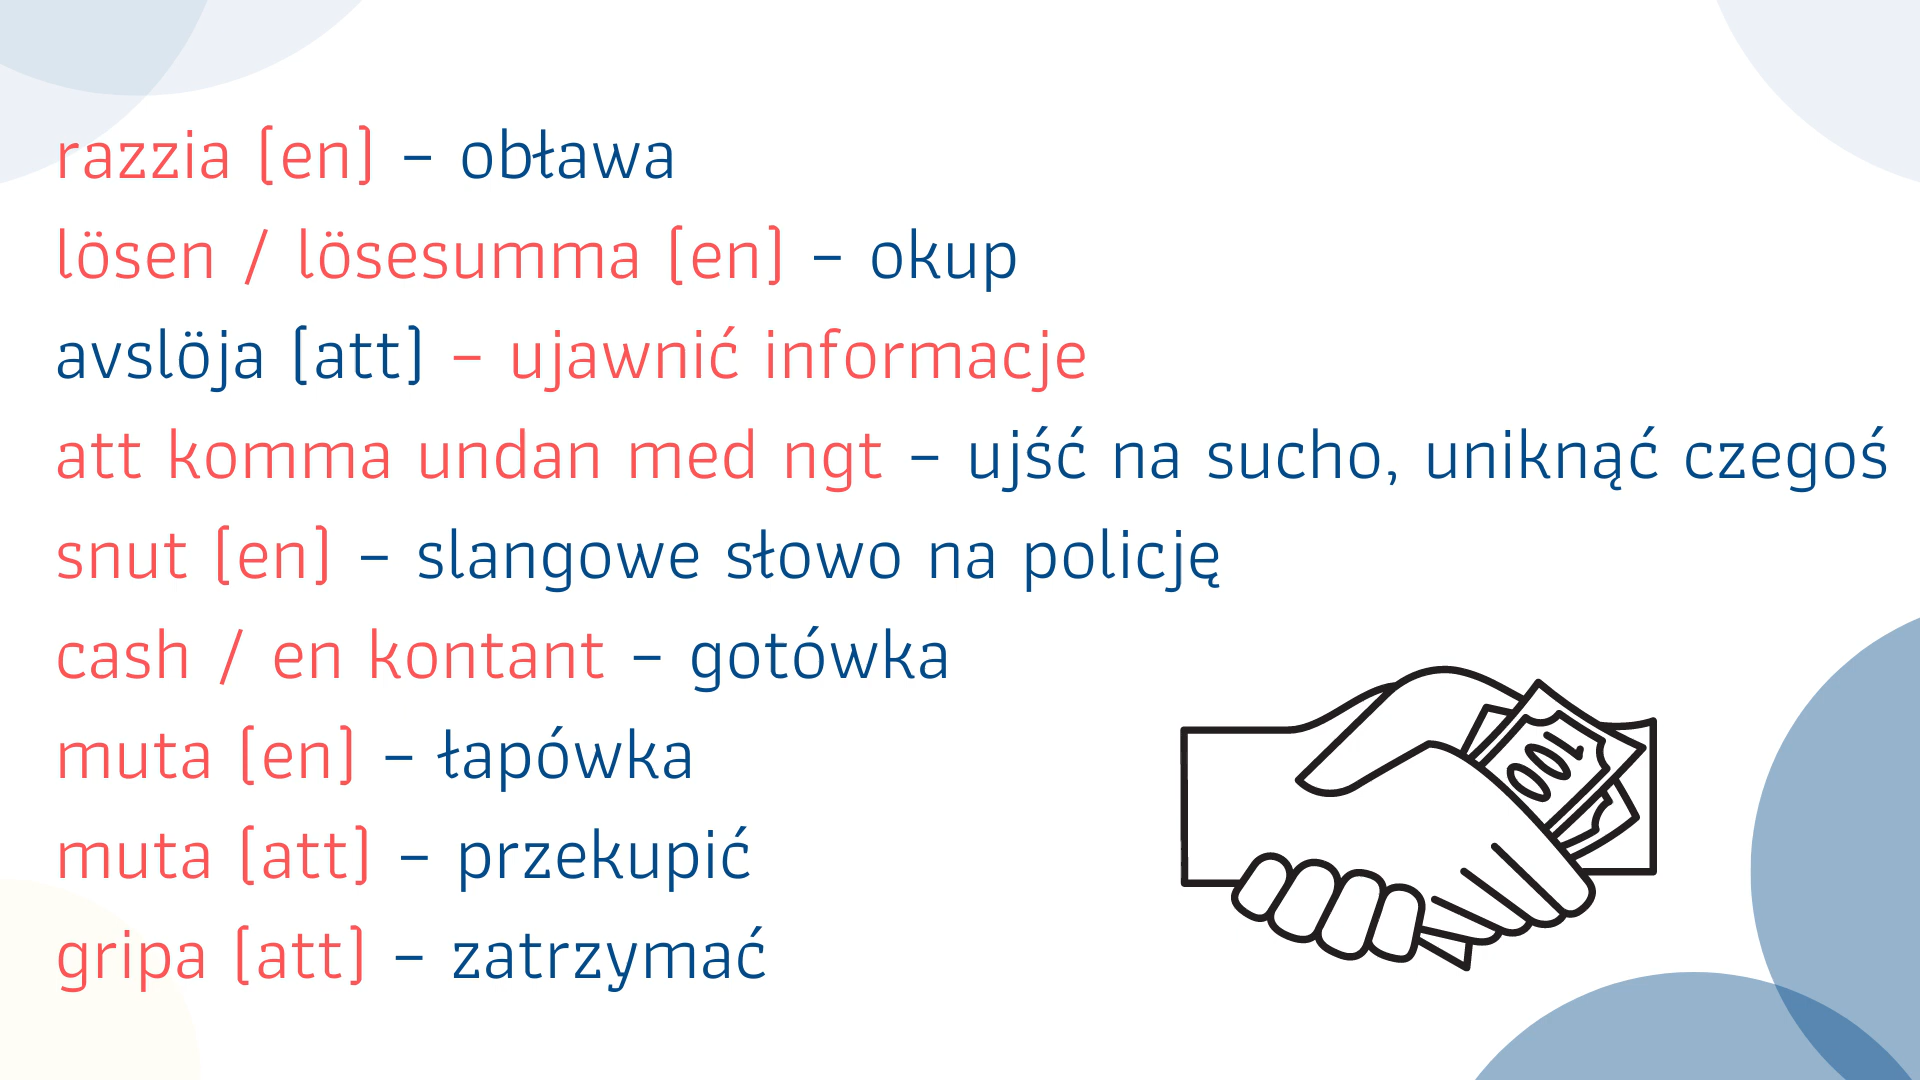 razzia (en) – obława
lösen / lösesumma (en) – okup
avslöja (att) – ujawnić informacje
att komma undan med ngt – ujść na sucho, uniknąć czegoś
snut (en) – slangowe słowo na policję
cash / en kontant – gotówka
muta (en) – łapówka
muta (att) – przekupić
gripa (att) – zatrzymać
100